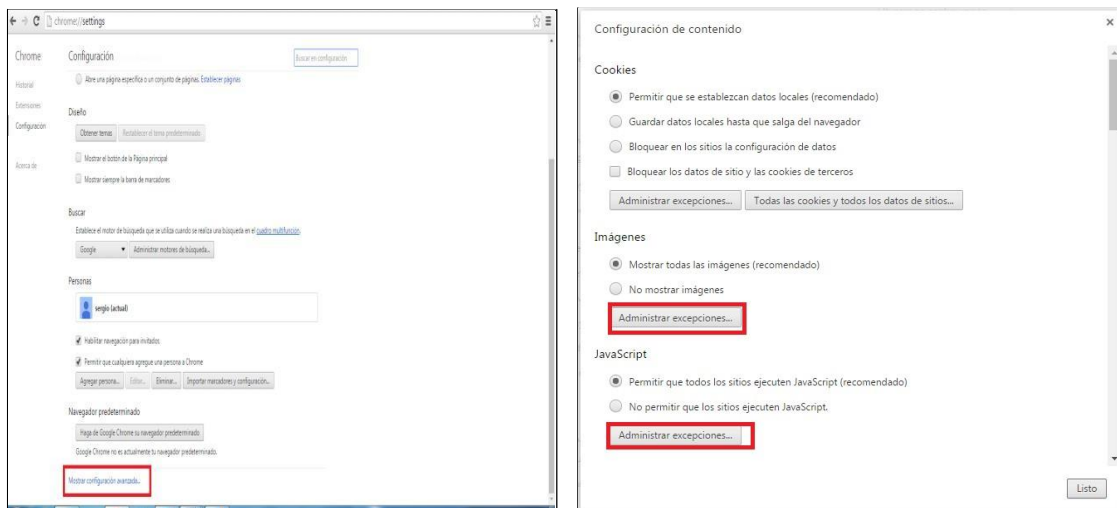 chrome://settings
Chrome
Configuración
Buscar en configuración
Historial
Extensiones
Configuración
Acerca de
Abre una página específica o un conjunto de páginas. Establecer páginas
Diseño
Obtener temas
Restablecer el tema predeterminado
Mostrar el botón de la Página principal
Mostrar siempre la barra de marcadores
Buscar
Establece el motor de búsqueda que se utiliza cuando se realiza una búsqueda en el cuadro multifunción.
Google
Administrar motores de búsqueda...
Personas
sergio (actual)
Habilitar navegación para invitados
Permitir que cualquiera agregue una persona a Chrome
Agregar persona...
Editar...
Eliminar...
Importar marcadores y configuración...
Navegador predeterminado
Haga de Google Chrome su navegador predeterminado
Google Chrome no es actualmente tu navegador predeterminado.
Mostrar configuración avanzada...
Configuración de contenido
Cookies
Permitir que se establezcan datos locales (recomendado)
Guardar datos locales hasta que salga del navegador
Bloquear en los sitios la configuración de datos
Bloquear los datos de sitio y las cookies de terceros
Administrar excepciones...
Todas las cookies y todos los datos de sitios...
Imágenes
Mostrar todas las imágenes (recomendado)
No mostrar imágenes
Administrar excepciones...
JavaScript
Permitir que todos los sitios ejecuten JavaScript (recomendado)
No permitir que los sitios ejecuten JavaScript.
Administrar excepciones...
Listo